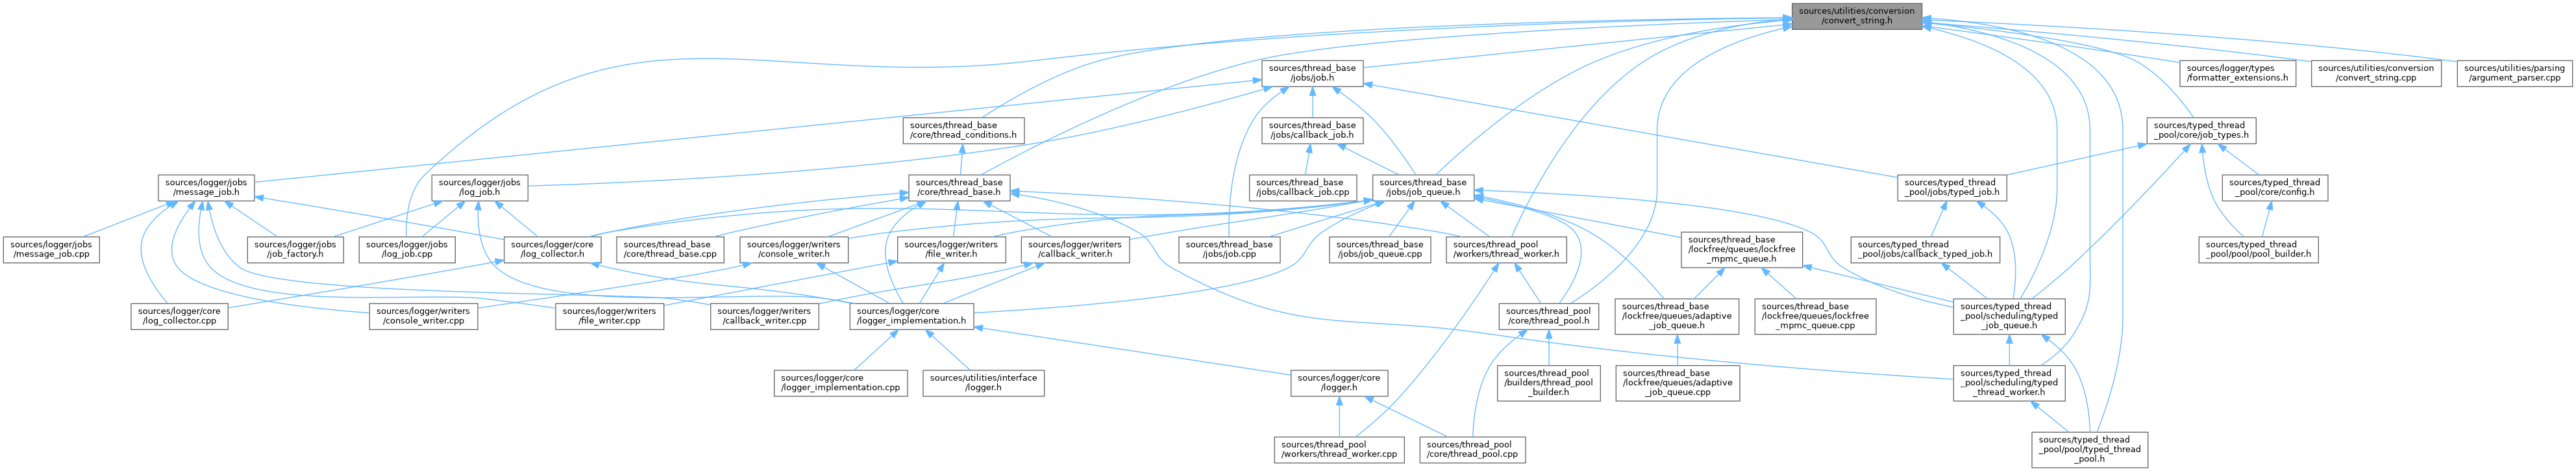 sources/utilities/conversion
/convert_string.h
sources/thread_base
/jobs/job.h
sources/logger/types
/formatter_extensions.h
sources/utilities/conversion
/convert_string.cpp
sources/utilities/parsing
/argument_parser.cpp
sources/thread_base
/core/thread_conditions.h
sources/thread_base
/jobs/callback_job.h
sources/typed_thread
_pool/core/job_types.h
sources/logger/jobs
/message_job.h
sources/logger/jobs
/log_job.h
sources/thread_base
/core/thread_base.h
sources/thread_base
/jobs/callback_job.cpp
sources/thread_base
/jobs/job_queue.h
sources/typed_thread
_pool/jobs/typed_job.h
sources/typed_thread
_pool/core/config.h
sources/logger/jobs
/message_job.cpp
sources/logger/jobs
/job_factory.h
sources/logger/jobs
/log_job.cpp
sources/logger/core
/log_collector.h
sources/thread_base
/core/thread_base.cpp
sources/logger/writers
/console_writer.h
sources/logger/writers
/file_writer.h
sources/logger/writers
/callback_writer.h
sources/thread_base
/jobs/job.cpp
sources/thread_base
/jobs/job_queue.cpp
sources/thread_pool
/workers/thread_worker.h
sources/thread_base
/lockfree/queues/lockfree
_mpmc_queue.h
sources/typed_thread
_pool/jobs/callback_typed_job.h
sources/typed_thread
_pool/pool/pool_builder.h
sources/logger/core
/log_collector.cpp
sources/logger/writers
/console_writer.cpp
sources/logger/writers
/file_writer.cpp
sources/logger/writers
/callback_writer.cpp
sources/logger/core
/logger_implementation.h
sources/thread_pool
/core/thread_pool.h
sources/thread_base
/lockfree/queues/adaptive
_job_queue.h
sources/thread_base
/lockfree/queues/lockfree
_mpmc_queue.cpp
sources/typed_thread
_pool/scheduling/typed
_job_queue.h
sources/logger/core
/logger_implementation.cpp
sources/utilities/interface
/logger.h
sources/logger/core
/logger.h
sources/thread_pool
/builders/thread_pool
_builder.h
sources/thread_base
/lockfree/queues/adaptive
_job_queue.cpp
sources/typed_thread
_pool/scheduling/typed
_thread_worker.h
sources/thread_pool
/workers/thread_worker.cpp
sources/thread_pool
/core/thread_pool.cpp
sources/typed_thread
_pool/pool/typed_thread
_pool.h